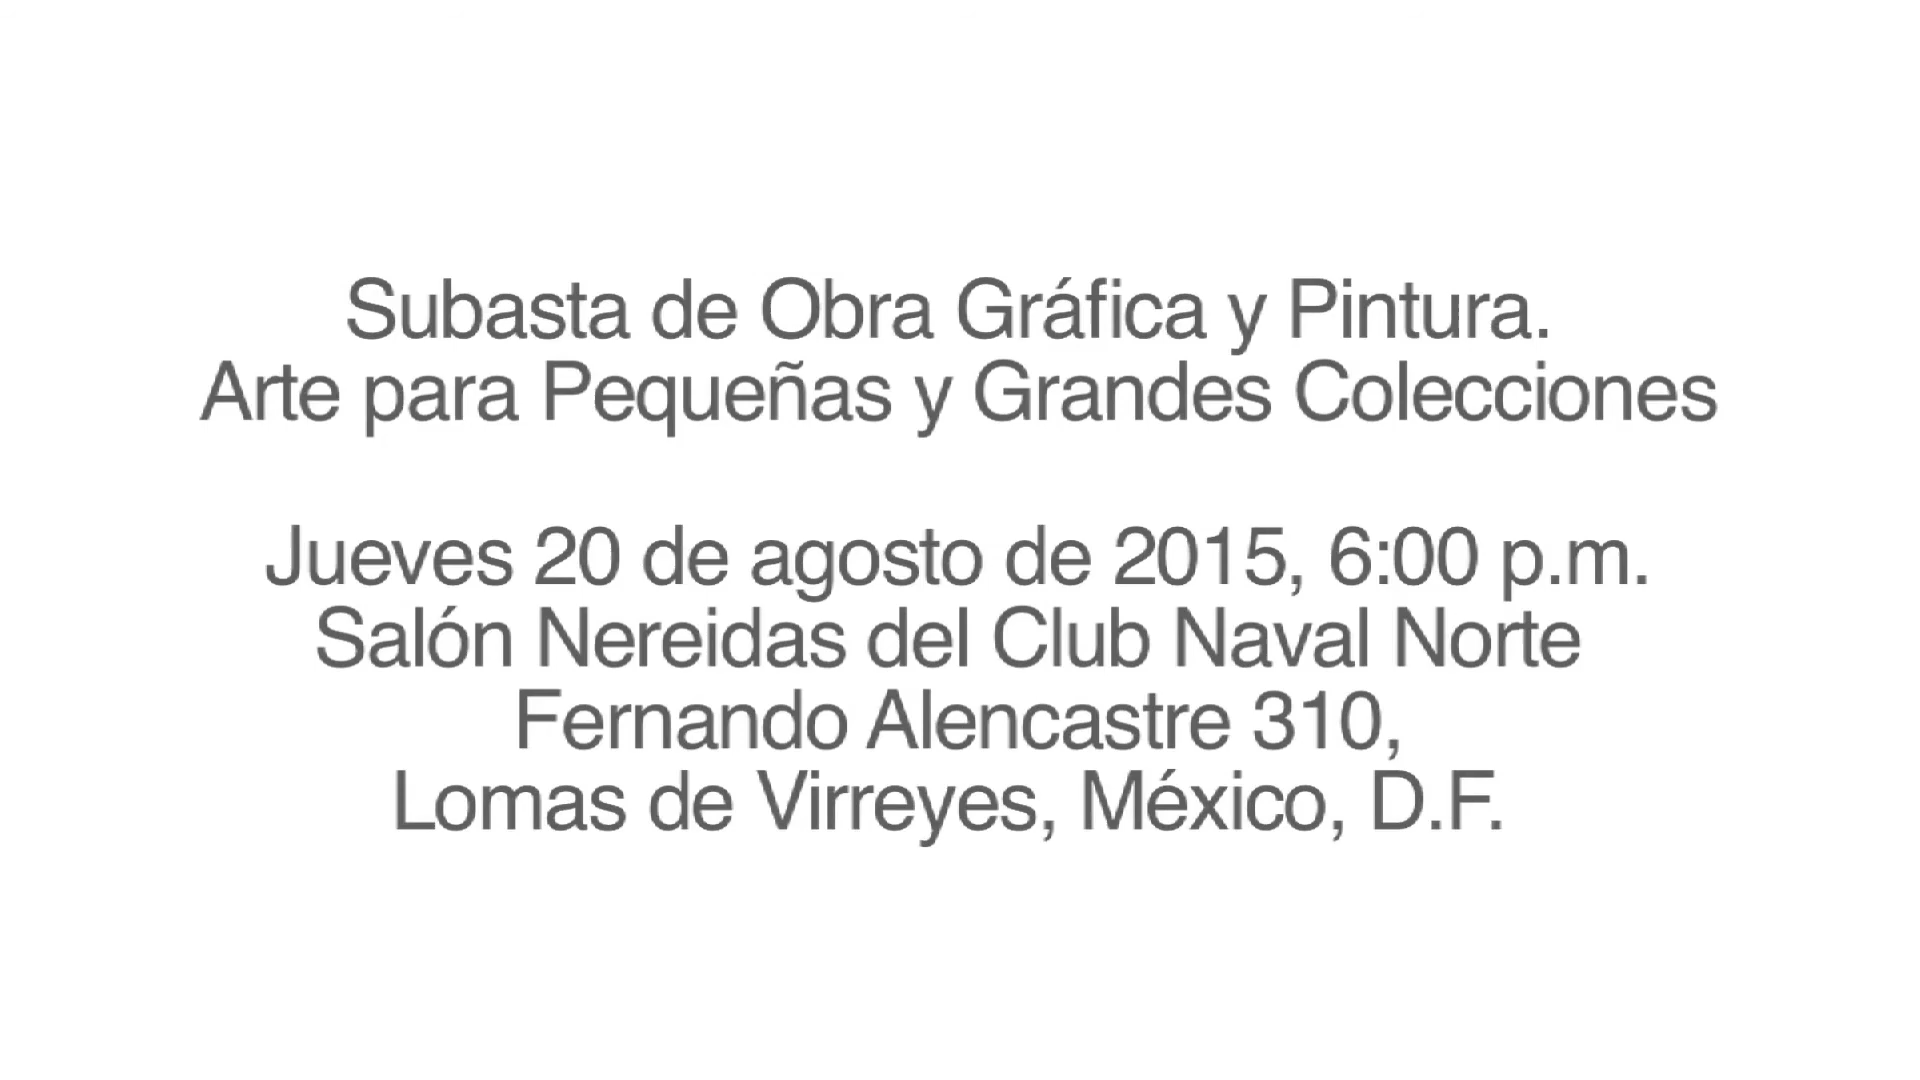 Subasta de Obra Gráfica y Pintura.
Arte para Pequeñas y Grandes Colecciones
Jueves 20 de agosto de 2015, 6:00 p.m.
Salón Nereidas del Club Naval Norte
Fernando Alencastre 310,
Lomas de Virreyes, México, D.F.